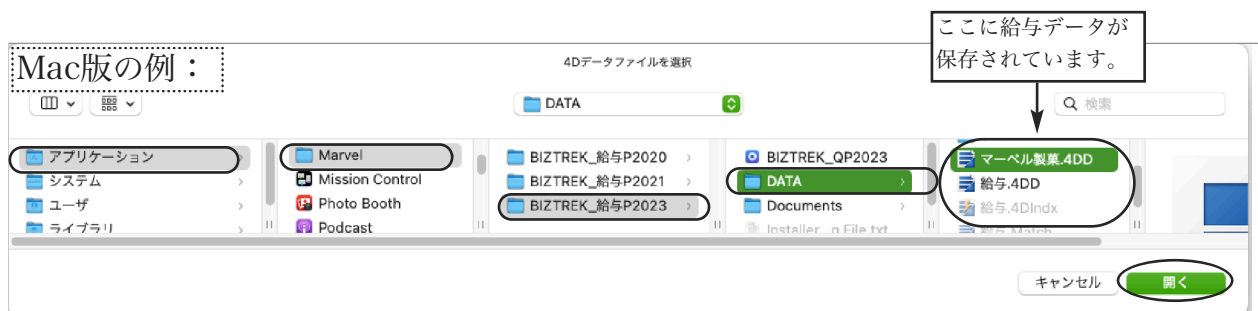 ここに給与データが
保存されています。
Mac版の例：
4Dデータファイルを選択
DATA
検索
アプリケーション
システム
ユーザ
ライブラリ
Marvel
Mission Control
Photo Booth
Podcast
BIZTREK_給与P2020
BIZTREK_給与P2021
BIZTREK_給与P2023
BIZTREK_QP2023
DATA
Documents
Installer...g File.txt
マーベル製菓.4DD
給与.4DD
給与.4DIndx
給与.Match
キャンセル
開く